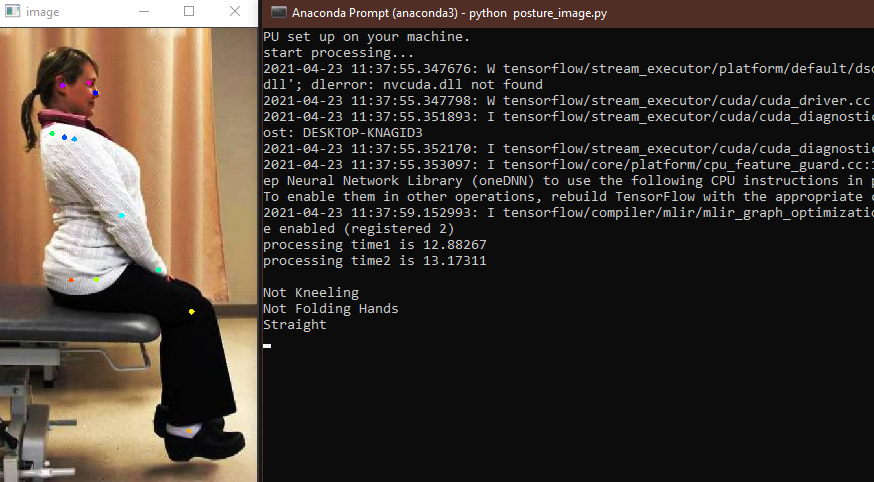 image
Anaconda Prompt (anaconda3) - python posture_image.py
PU set up on your machine.
start processing...
2021-04-23 11:37:55.347676: W tensorflow/stream_executor/platform/default/dso
dll'; dlerror: nvcuda.dll not found
2021-04-23 11:37:55.347798: W tensorflow/stream_executor/cuda/cuda_driver.cc
2021-04-23 11:37:55.351893: I tensorflow/stream_executor/cuda/cuda_diagnostic
ost: DESKTOP-KNAGID3
2021-04-23 11:37:55.352170: I tensorflow/stream_executor/cuda/cuda_diagnostic
2021-04-23 11:37:55.353097: I tensorflow/core/platform/cpu_feature_guard.cc:1
ep Neural Network Library (oneDNN) to use the following CPU instructions in p
To enable them in other operations, rebuild TensorFlow with the appropriate c
2021-04-23 11:37:59.152993: I tensorflow/compiler/mlir/mlir_graph_optimizatio
e enabled (registered 2)
processing time1 is 12.88267
processing time2 is 13.17311
Not Kneeling
Not Folding Hands
Straight